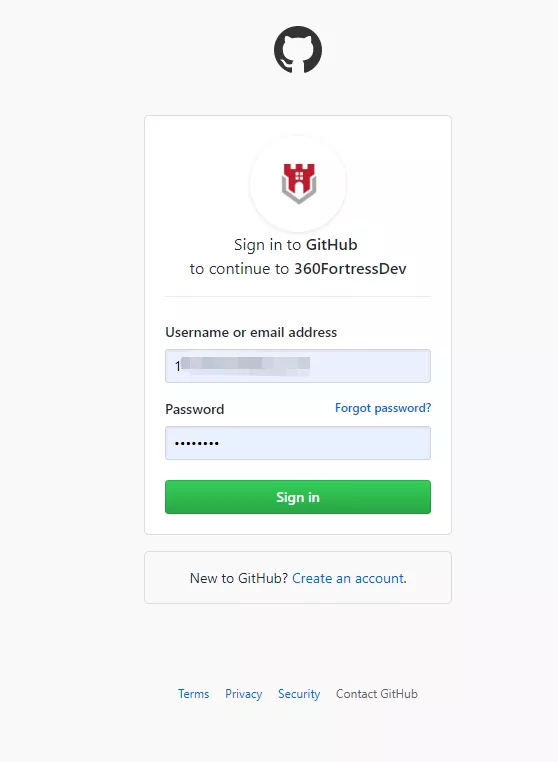 Sign in to GitHub
to continue to 360FortressDev
Username or email address
1
Password Forgot password?
••••••••
Sign in
New to GitHub? Create an account.
Terms Privacy Security Contact GitHub